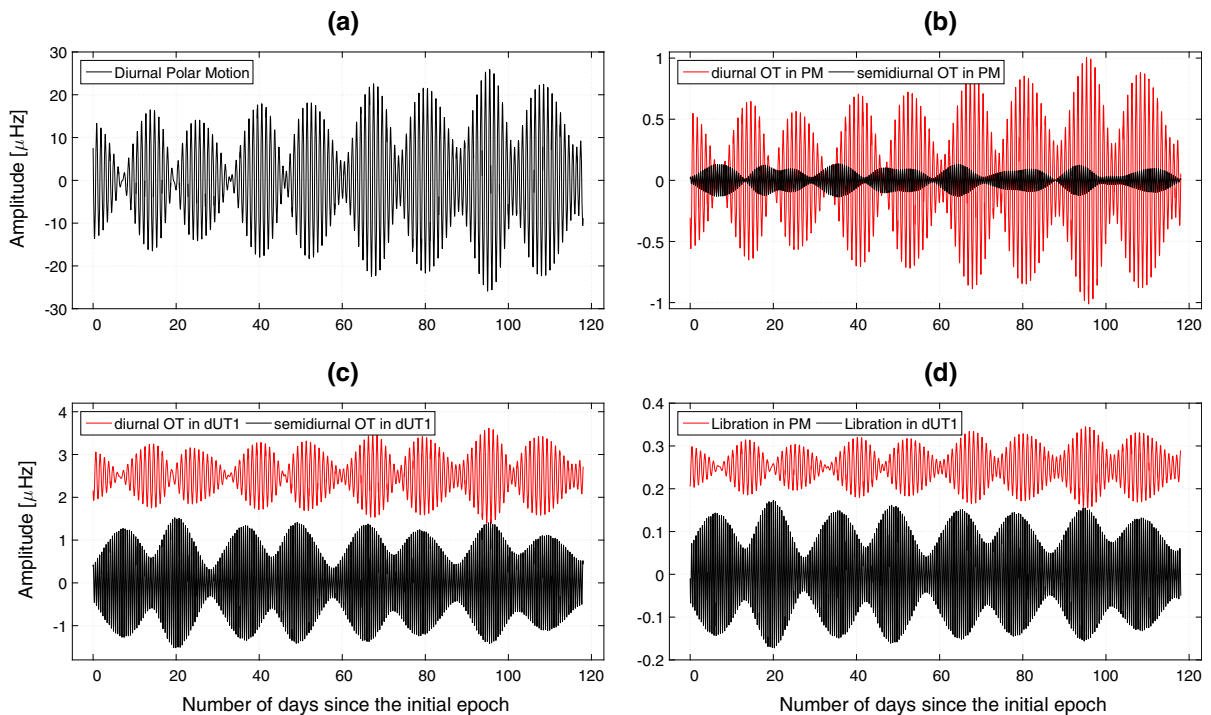 (a)
Amplitude [μHz]
30
20
10
0
-10
-20
-30
Diurnal Polar Motion
0 20 40 60 80 100 120
(b)
1
0.5
0
-0.5
-1
diurnal OT in PM semidiurnal OT in PM
0 20 40 60 80 100 120
(c)
Amplitude [μHz]
4
3
2
1
0
-1
diurnal OT in dUT1 semidiurnal OT in dUT1
0 20 40 60 80 100 120
Number of days since the initial epoch
(d)
0.4
0.3
0.2
0.1
0
-0.1
-0.2
Libration in PM Libration in dUT1
0 20 40 60 80 100 120
Number of days since the initial epoch